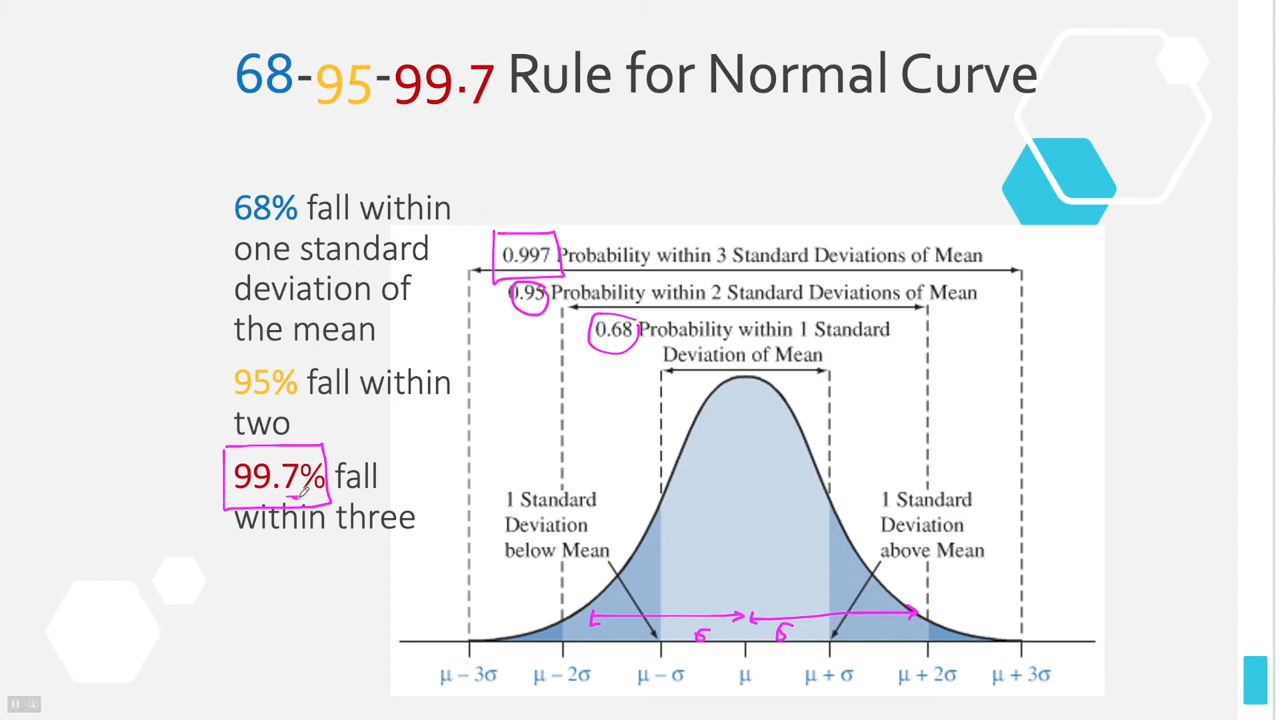 68-95-99.7 Rule for Normal Curve
68% fall within
one standard
deviation of
the mean
95% fall within
two
99.7% fall
within three
0.997 Probability within 3 Standard Deviations of Mean
0.95 Probability within 2 Standard Deviations of Mean
0.68 Probability within 1 Standard
Deviation of Mean
1 Standard
Deviation
below Mean
1 Standard
Deviation
above Mean
σ σ
μ – 3σ μ – 2σ μ – σ μ μ + σ μ + 2σ μ + 3σ